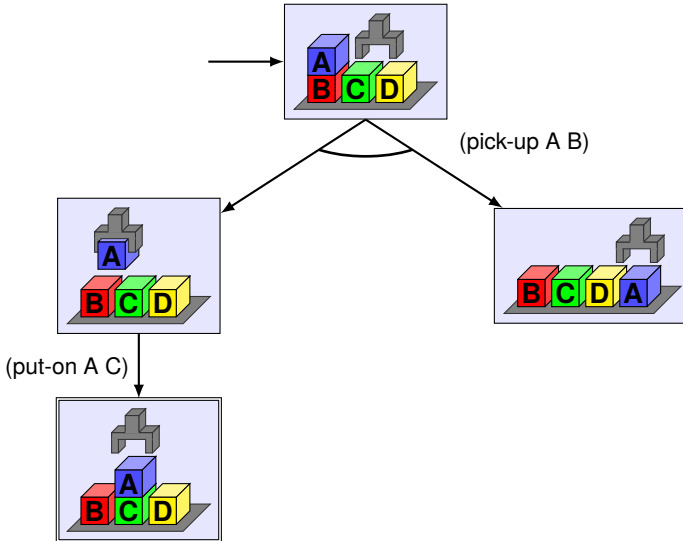 A
B C D
(pick-up A B)
A
B C D
B C D A
(put-on A C)
A
B C D